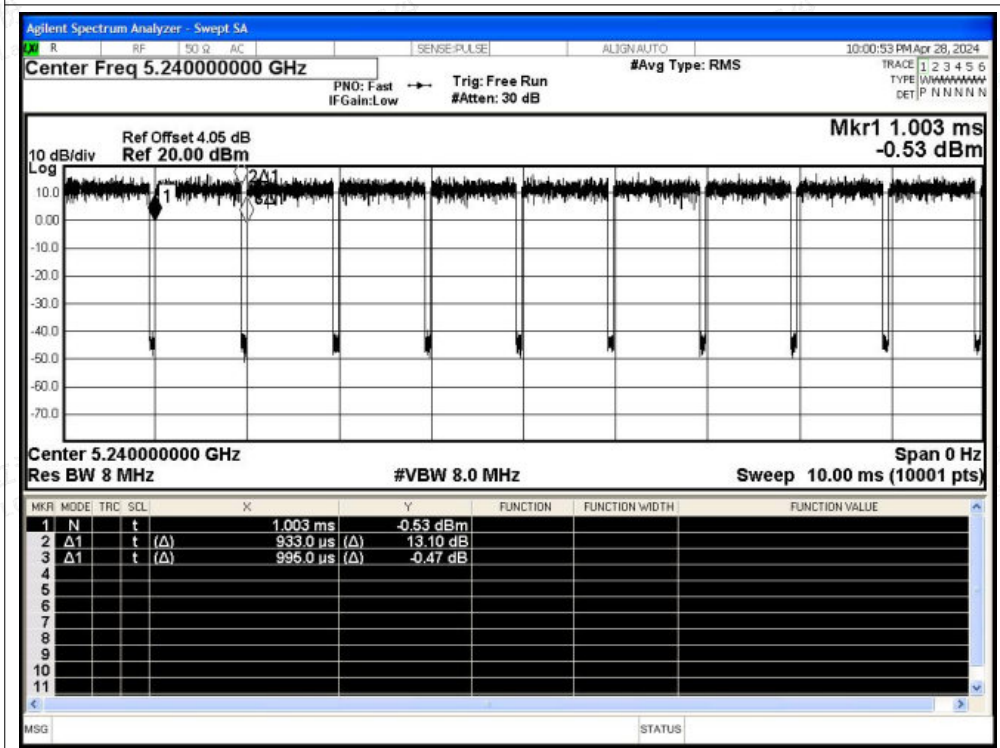 Agilent Spectrum Analyzer - Swept SA
LXI R RF 50 Ω AC SENSE:PULSE ALIGNAUTO 10:00:53 PM Apr 28, 2024
Center Freq 5.240000000 GHz #Avg Type: RMS TRACE 1 2 3 4 5 6
PNO: Fast Trig: Free Run TYPE WWWWWW
IFGain:Low #Atten: 30 dB DET P N N N N N
Mkr1 1.003 ms
Ref Offset 4.05 dB
10 dB/div Ref 20.00 dBm -0.53 dBm
Log
10.0
0.00
-10.0
-20.0
-30.0
-40.0
-50.0
-60.0
-70.0
1
2Δ1
3Δ1
Center 5.240000000 GHz Span 0 Hz
Res BW 8 MHz #VBW 8.0 MHz Sweep 10.00 ms (10001 pts)
MKR MODE TRC SCL X Y FUNCTION FUNCTION WIDTH FUNCTION VALUE
1 N t 1.003 ms -0.53 dBm
2 Δ1 t (Δ) 933.0 µs (Δ) 13.10 dB
3 Δ1 t (Δ) 995.0 µs (Δ) -0.47 dB
4
5
6
7
8
9
10
11
MSG STATUS